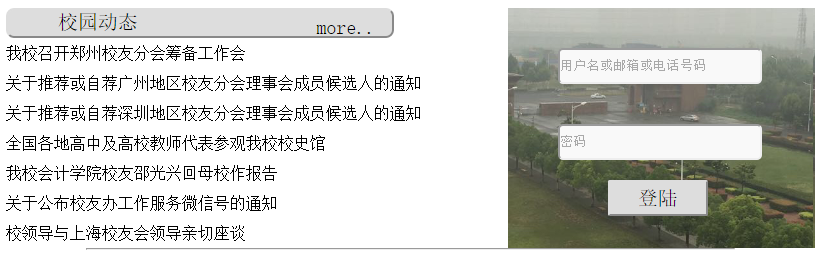 校园动态
more..
我校召开郑州校友分会筹备工作会
关于推荐或自荐广州地区校友分会理事会成员候选人的通知
关于推荐或自荐深圳地区校友分会理事会成员候选人的通知
全国各地高中及高校教师代表参观我校校史馆
我校会计学院校友邵光兴回母校作报告
关于公布校友办工作服务微信号的通知
校领导与上海校友会领导亲切座谈
用户名或邮箱或电话号码
密码
登陆